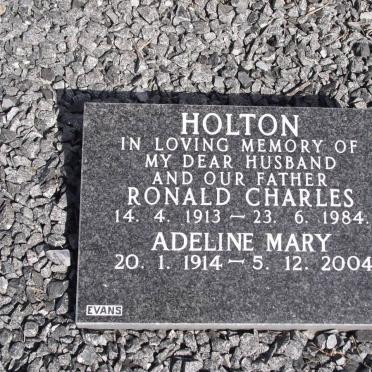 HOLTON
IN LOVING MEMORY OF
MY DEAR HUSBAND
AND OUR FATHER
RONALD CHARLES
14. 4. 1913 — 23. 6. 1984.
ADELINE MARY
20. 1. 1914 — 5. 12. 2004
EVANS